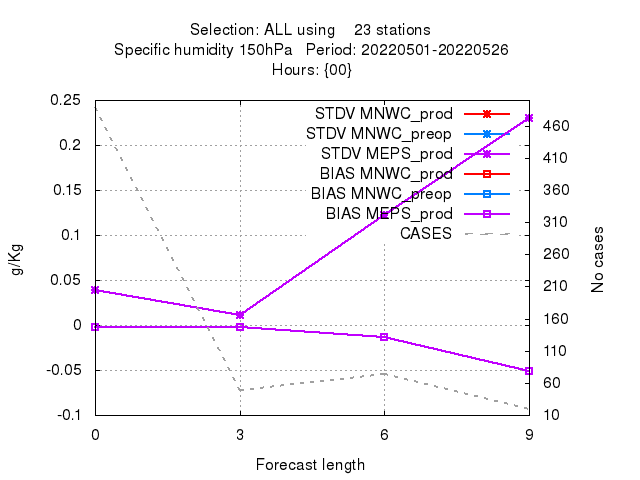 Selection: ALL using 23 stations
Specific humidity 150hPa Period: 20220501-20220526
Hours: {00}
0.25
0.2
0.15
0.1
0.05
0
-0.05
-0.1
g/Kg
STDV MNWC_prod
STDV MNWC_preop
STDV MEPS_prod
BIAS MNWC_prod
BIAS MNWC_preop
BIAS MEPS_prod
CASES
460
410
360
310
260
210
160
110
60
10
No cases
0 3 6 9
Forecast length